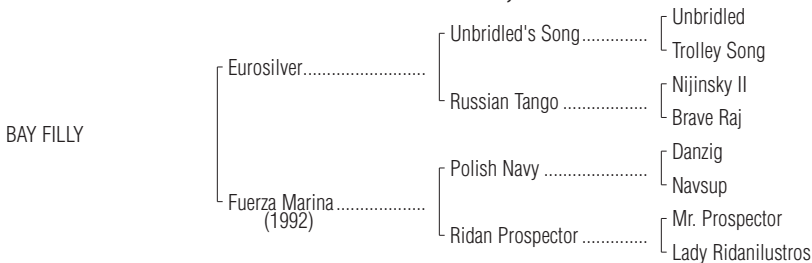 Unbridled
Unbridled's Song..............
Trolley Song
Eurosilver..........................
Nijinsky II
Russian Tango ..................
Brave Raj
BAY FILLY
Danzig
Polish Navy ......................
Navsup
Fuerza Marina...................
(1992)
Mr. Prospector
Ridan Prospector ..............
Lady Ridanilustros